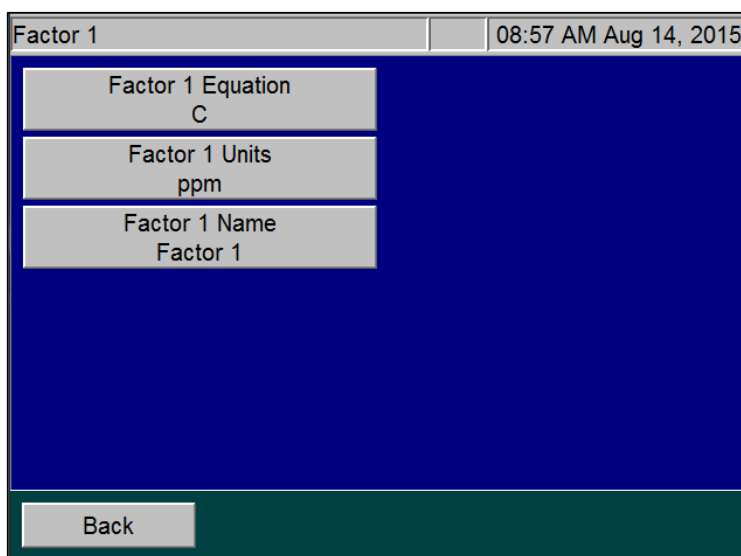 Factor 1
08:57 AM Aug 14, 2015
Factor 1 Equation
C
Factor 1 Units
ppm
Factor 1 Name
Factor 1
Back